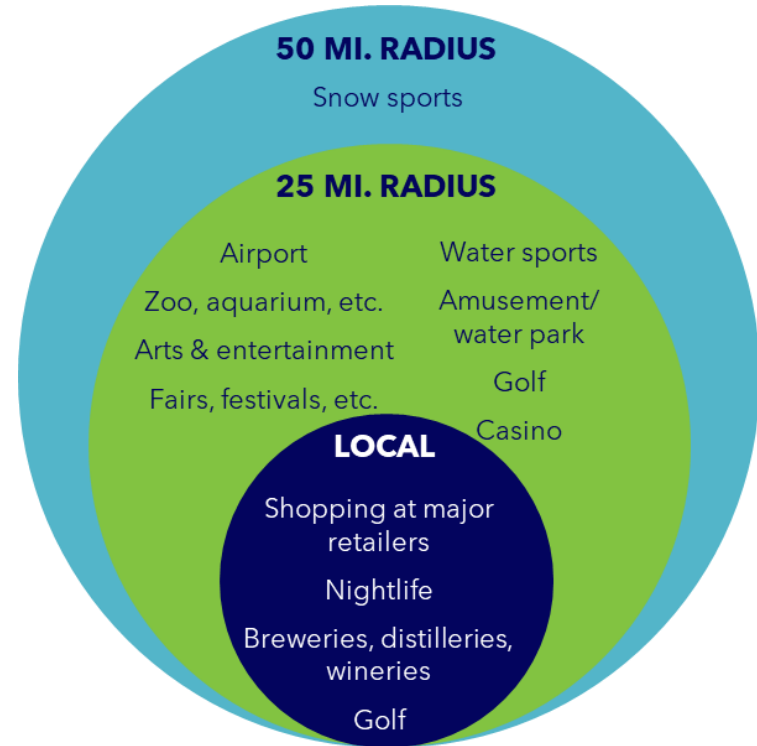 50 MI. RADIUS
Snow sports
25 MI. RADIUS
Airport
Zoo, aquarium, etc.
Arts & entertainment
Fairs, festivals, etc.
Water sports
Amusement/
water park
Golf
Casino
LOCAL
Shopping at major
retailers
Nightlife
Breweries, distilleries,
wineries
Golf